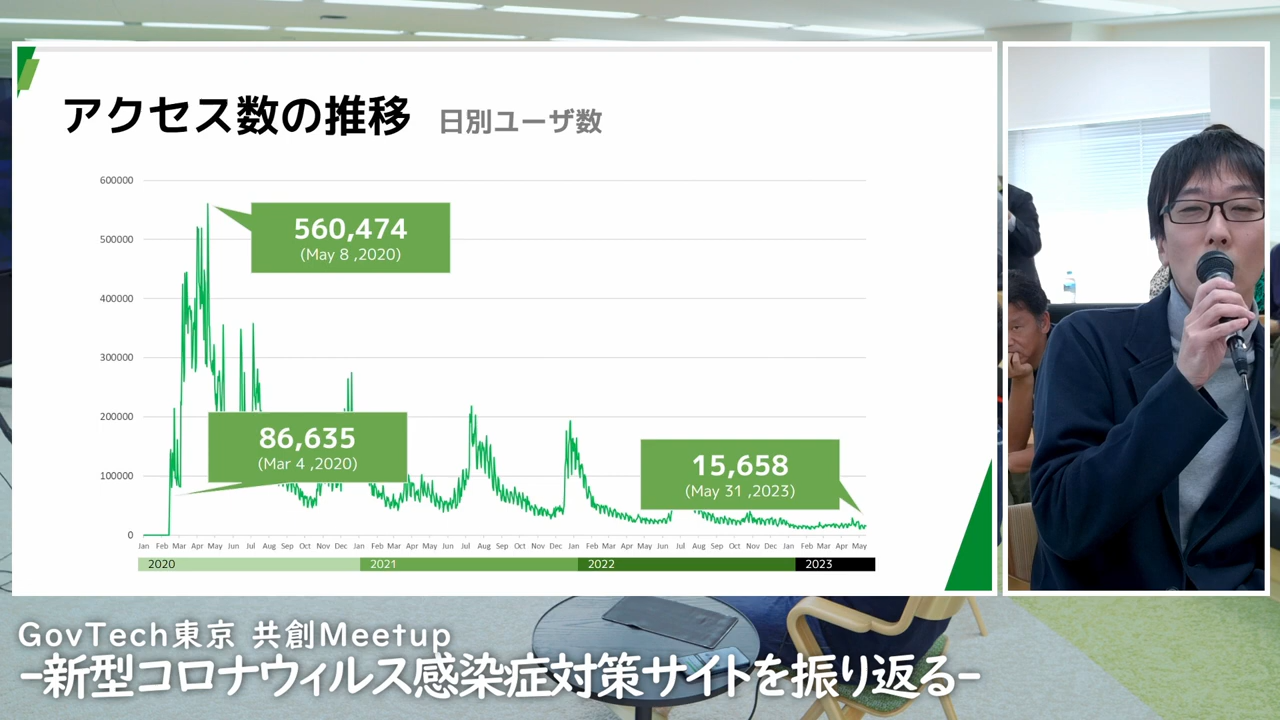 アクセス数の推移 日別ユーザ数
600000
500000
400000
300000
200000
100000
0
560,474
(May 8 ,2020)
86,635
(Mar 4 ,2020)
15,658
(May 31 ,2023)
Jan Feb Mar Apr May Jun Jul Aug Sep Oct Nov Dec Jan Feb Mar Apr May Jun Jul Aug Sep Oct Nov Dec Jan Feb Mar Apr May Jun Jul Aug Sep Oct Nov Dec Jan Feb Mar Apr May
2020 2021 2022 2023
GovTech東京 共創Meetup
-新型コロナウィルス感染症対策サイトを振り返る-